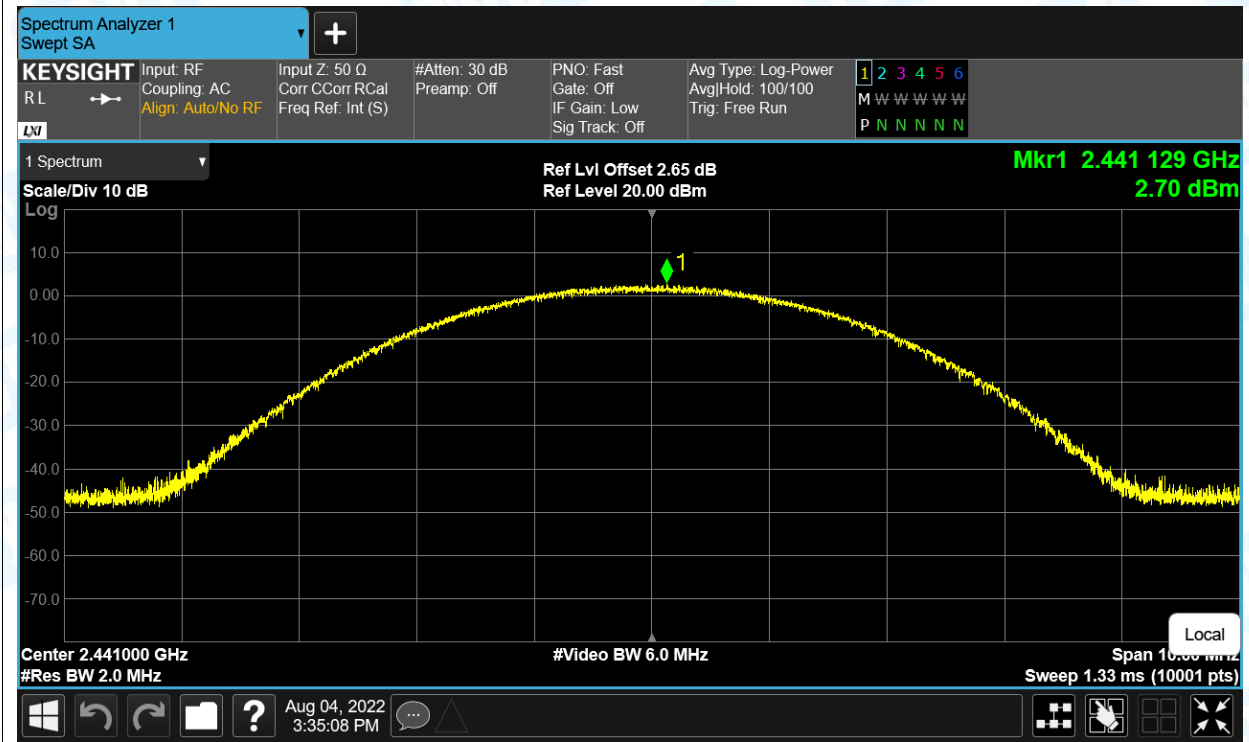 Spectrum Analyzer 1
Swept SA
KEYSIGHT
R L
LXI
Input: RF
Coupling: AC
Align: Auto/No RF
Input Z: 50 Ω
Corr CCorr RCal
Freq Ref: Int (S)
#Atten: 30 dB
Preamp: Off
PNO: Fast
Gate: Off
IF Gain: Low
Sig Track: Off
Avg Type: Log-Power
Avg|Hold: 100/100
Trig: Free Run
1 2 3 4 5 6
M W W W W W
P N N N N N
1 Spectrum
Scale/Div 10 dB
Ref Lvl Offset 2.65 dB
Ref Level 20.00 dBm
Mkr1 2.441 129 GHz
2.70 dBm
Log
1
10.0
0.00
-10.0
-20.0
-30.0
-40.0
-50.0
-60.0
-70.0
Local
Center 2.441000 GHz
#Video BW 6.0 MHz
Span 10.00 MHz
#Res BW 2.0 MHz
Sweep 1.33 ms (10001 pts)
?
Aug 04, 2022
3:35:08 PM